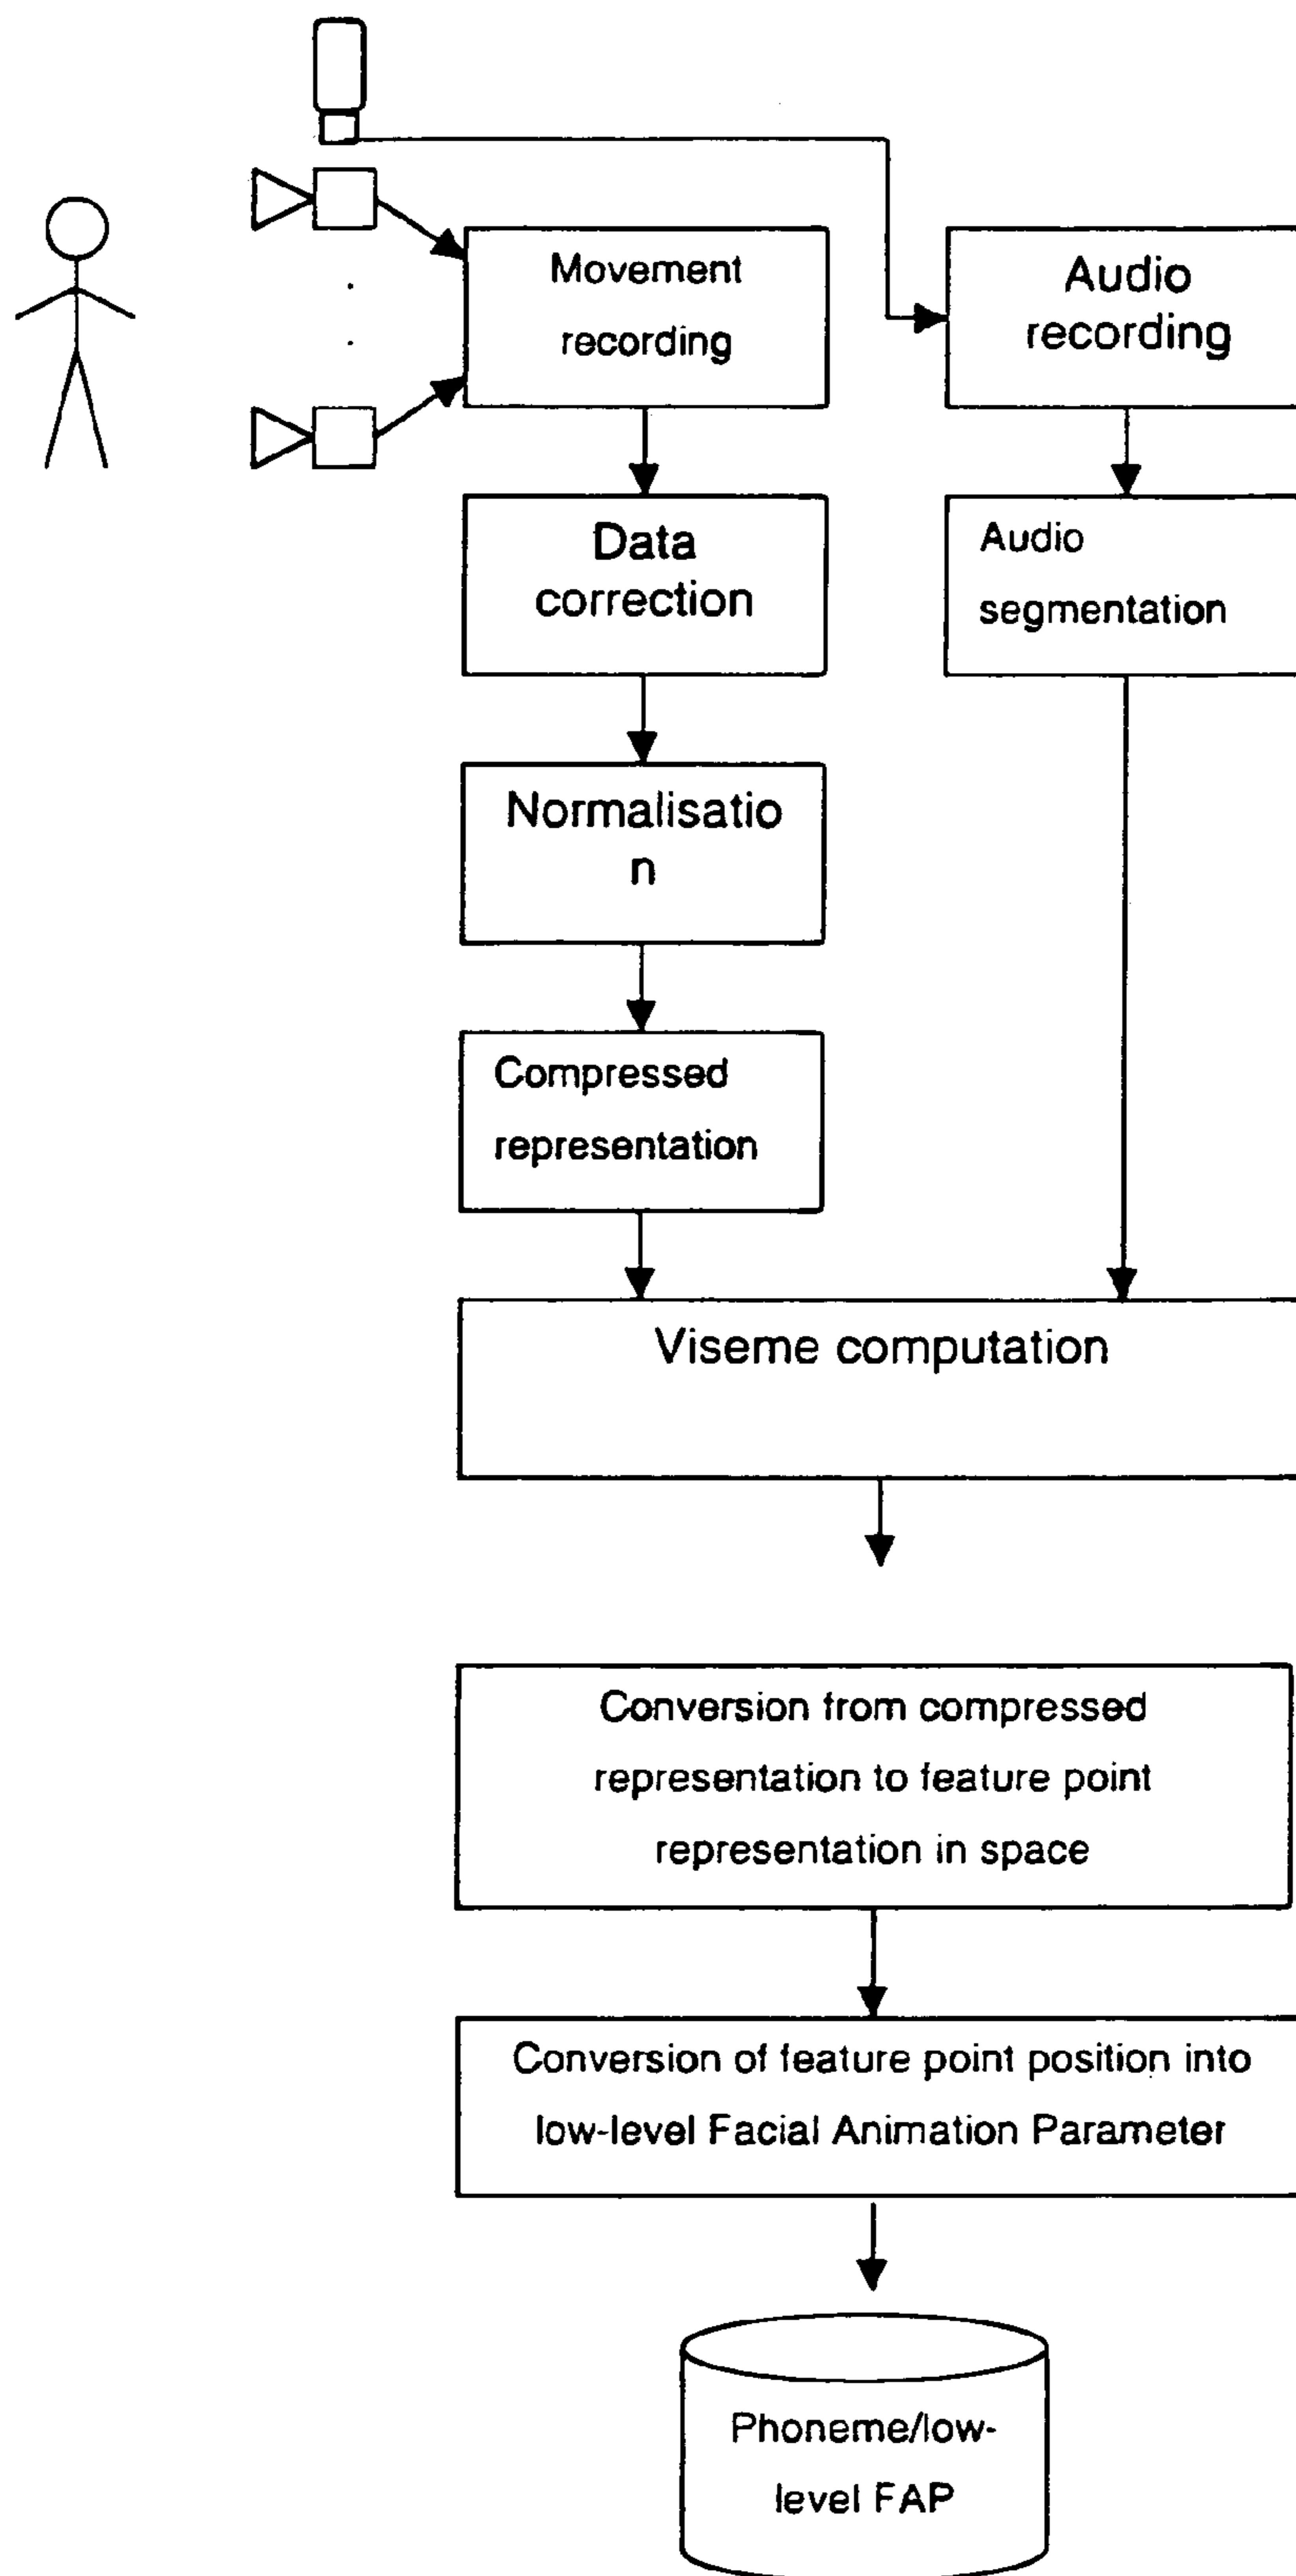 Movement
recording
Audio
recording
Data
correction
Audio
segmentation
Normalisatio
n
Compressed
representation
Viseme computation
Conversion from compressed
representation to feature point
representation in space
Conversion of feature point position into
low-level Facial Animation Parameter
Phoneme/low-
level FAP